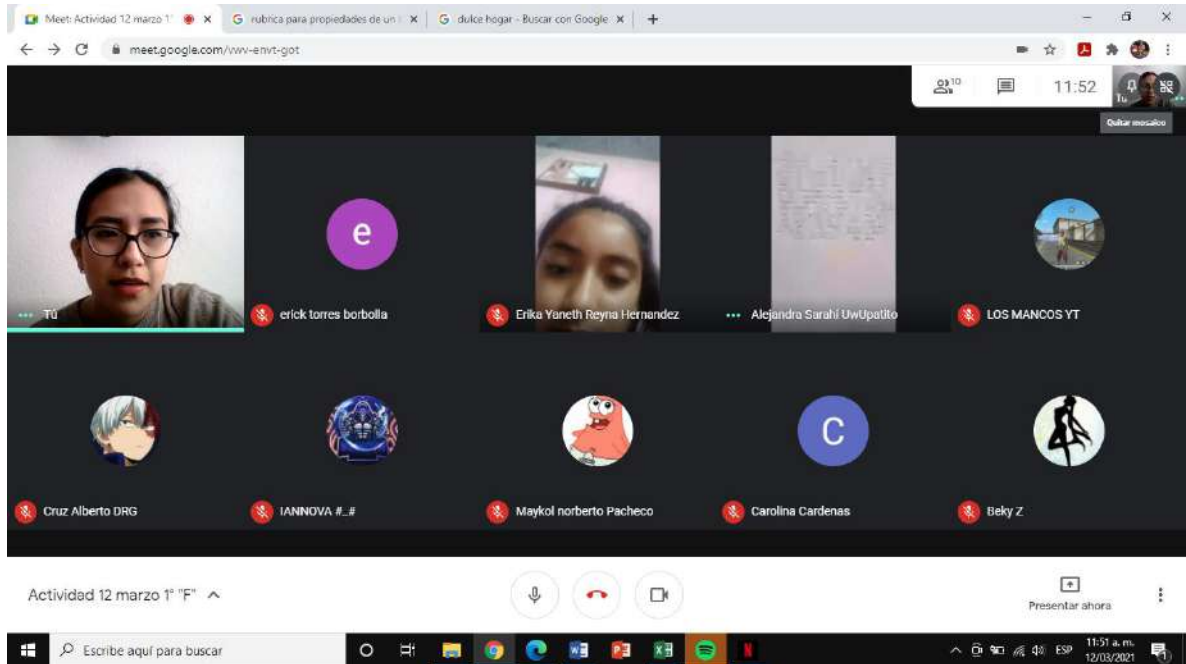 Meet: Actividad 12 marzo 1°
rubrica para propiedades de un
dulce hogar - Buscar con Google
meet.google.com/vwv-envt-got
10
11:52
Tú
Quitar mosaico
Tú
e
erick torres borbolla
Erika Yaneth Reyna Hernandez
Alejandra Sarahí UwUpatito
LOS MANCOS YT
Cruz Alberto DRG
IANNOVA #_#
Maykol norberto Pacheco
C
Carolina Cardenas
Beky Z
Actividad 12 marzo 1° "F"
Presentar ahora
Escribe aquí para buscar
ESP
11:51 a. m.
12/03/2021